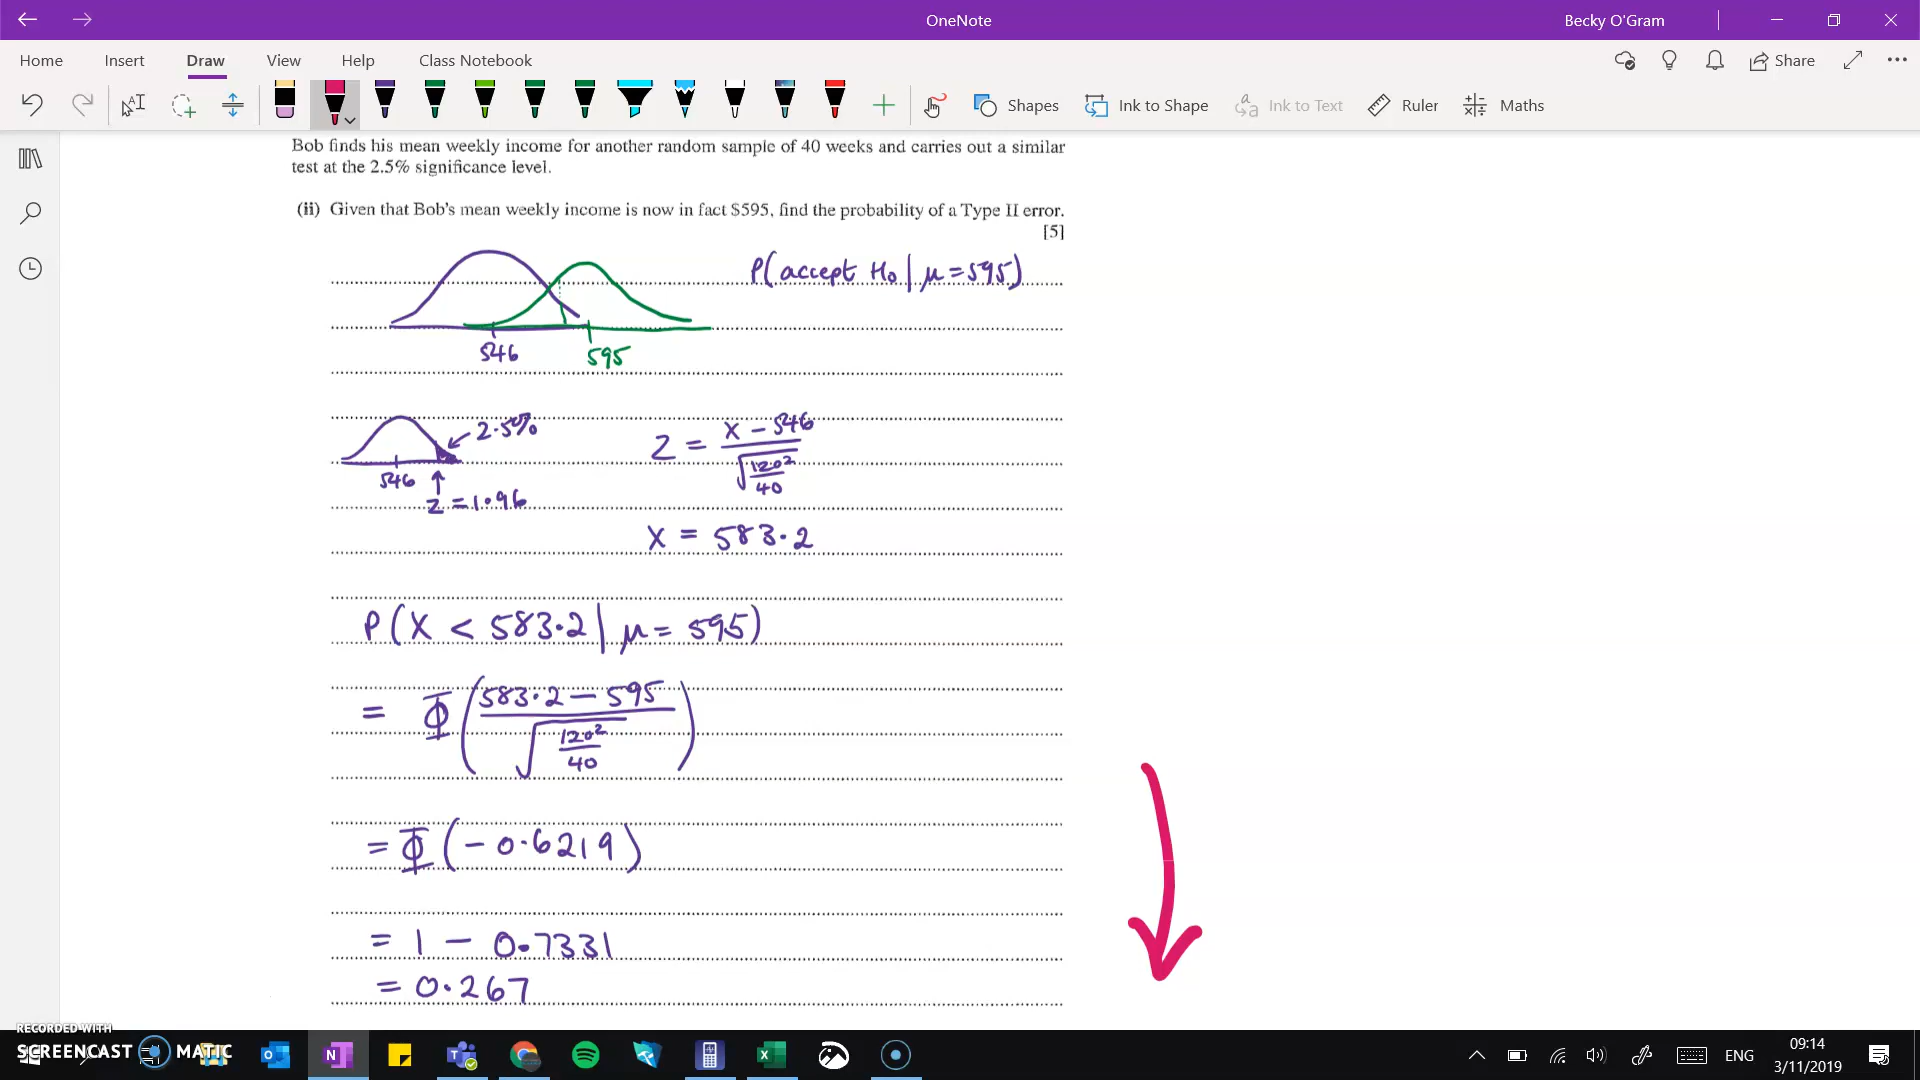 OneNote
Becky O'Gram
Home Insert Draw View Help Class Notebook
Share
Shapes Ink to Shape Ink to Text Ruler Maths
Bob finds his mean weekly income for another random sample of 40 weeks and carries out a similar
test at the 2.5% significance level.
(ii) Given that Bob's mean weekly income is now in fact $595, find the probability of a Type II error.
[5]
P(accept H₀ | μ = 595)
546
595
2.5%
546
Z = 1.96
Z = (X − 546) / √(120²/40)
X = 583.2
P(X < 583.2 | μ = 595)
= Φ((583.2 − 595) / √(120²/40))
= Φ(−0.6219)
= 1 − 0.7331
= 0.267
RECORDED WITH
SCREENCAST MATIC
ENG
09:14
3/11/2019